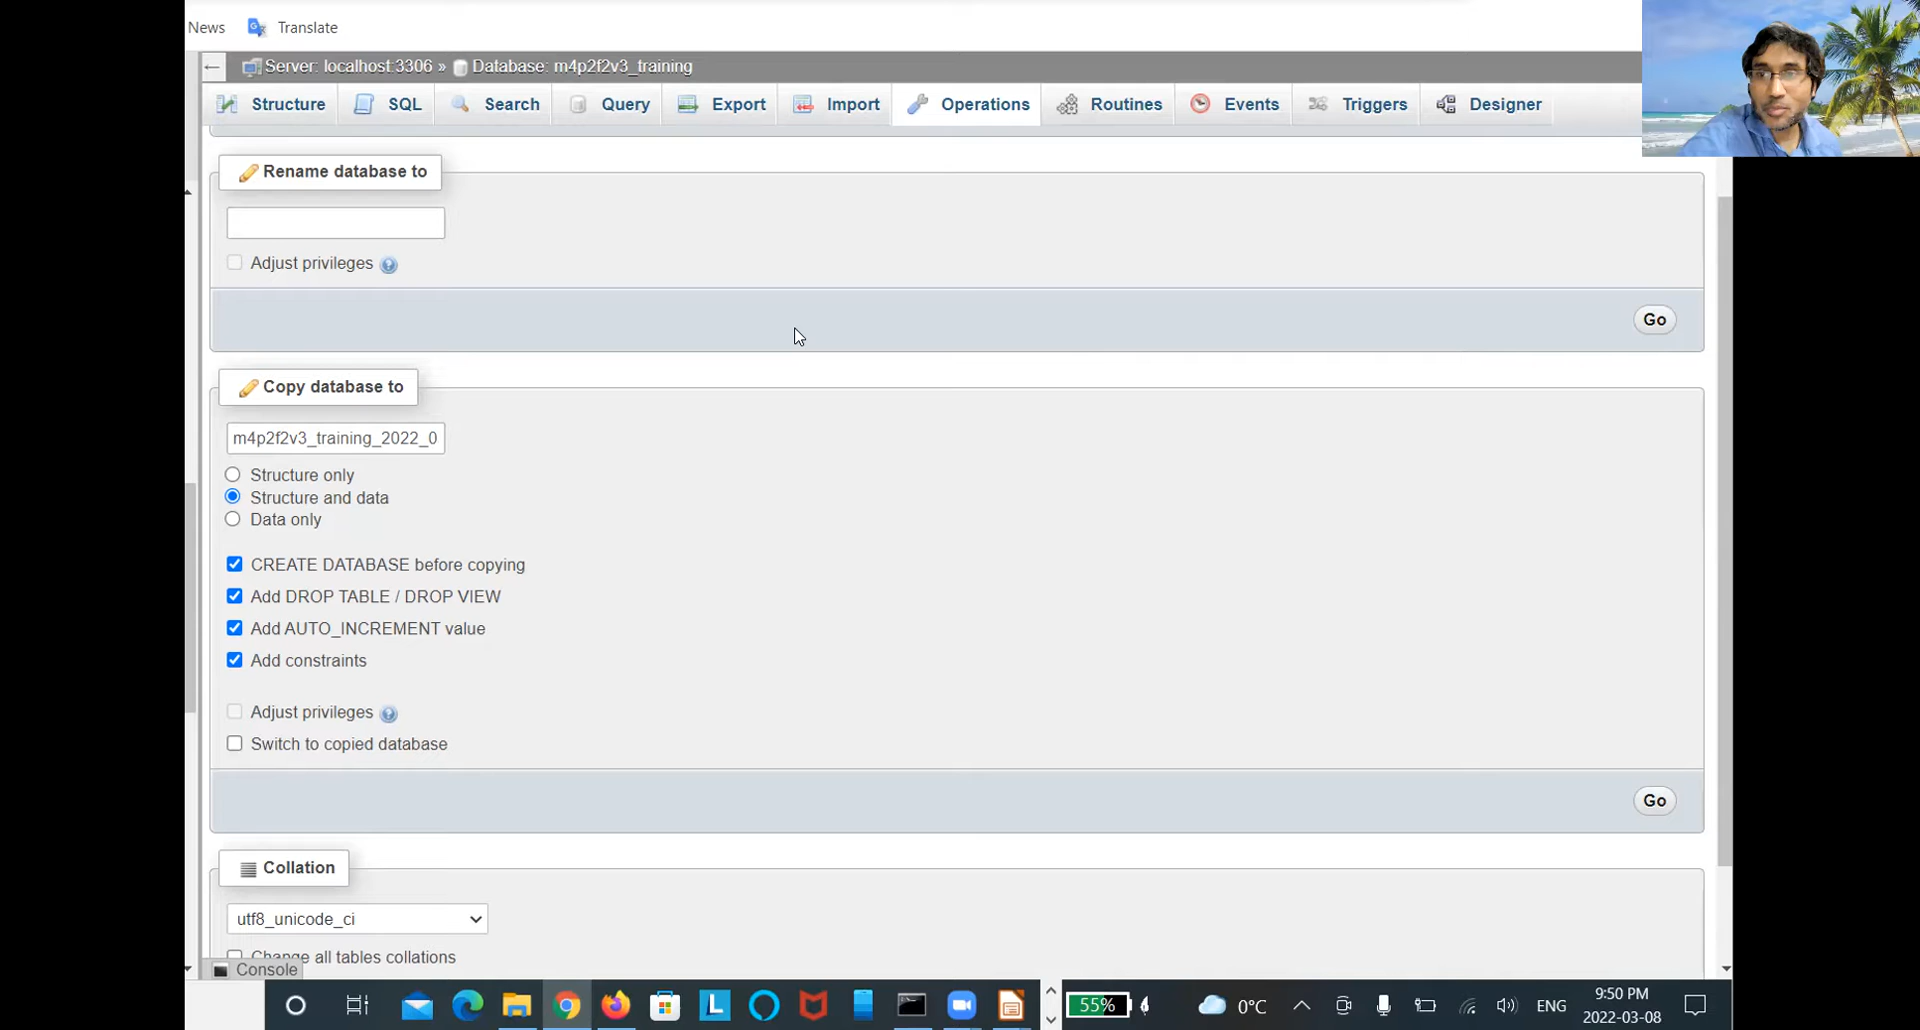 News Translate
← Server: localhost:3306 » Database: m4p2f2v3_training
Structure SQL Search Query Export Import Operations Routines Events Triggers Designer
Rename database to
Adjust privileges
Go
Copy database to
m4p2f2v3_training_2022_0
Structure only
Structure and data
Data only
CREATE DATABASE before copying
Add DROP TABLE / DROP VIEW
Add AUTO_INCREMENT value
Add constraints
Adjust privileges
Switch to copied database
Go
Collation
utf8_unicode_ci
Change all tables collations
Console
L 55% 0°C ENG 9:50 PM
2022-03-08